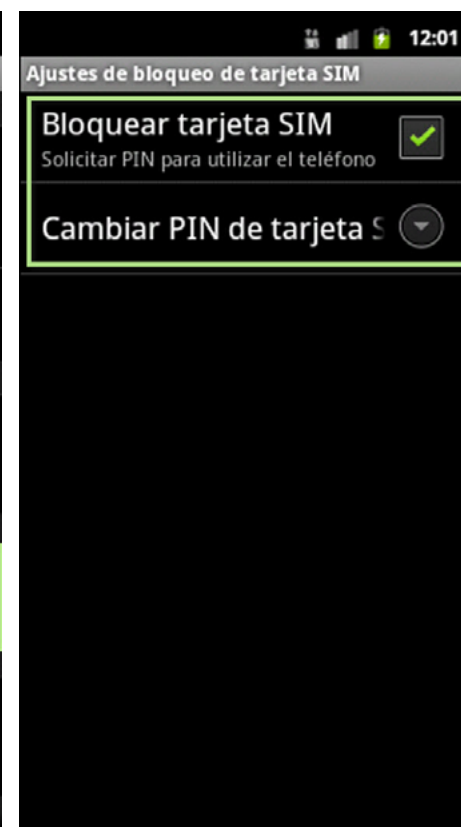 12:01
Ajustes de bloqueo de tarjeta SIM
Bloquear tarjeta SIM
Solicitar PIN para utilizar el teléfono
Cambiar PIN de tarjeta S